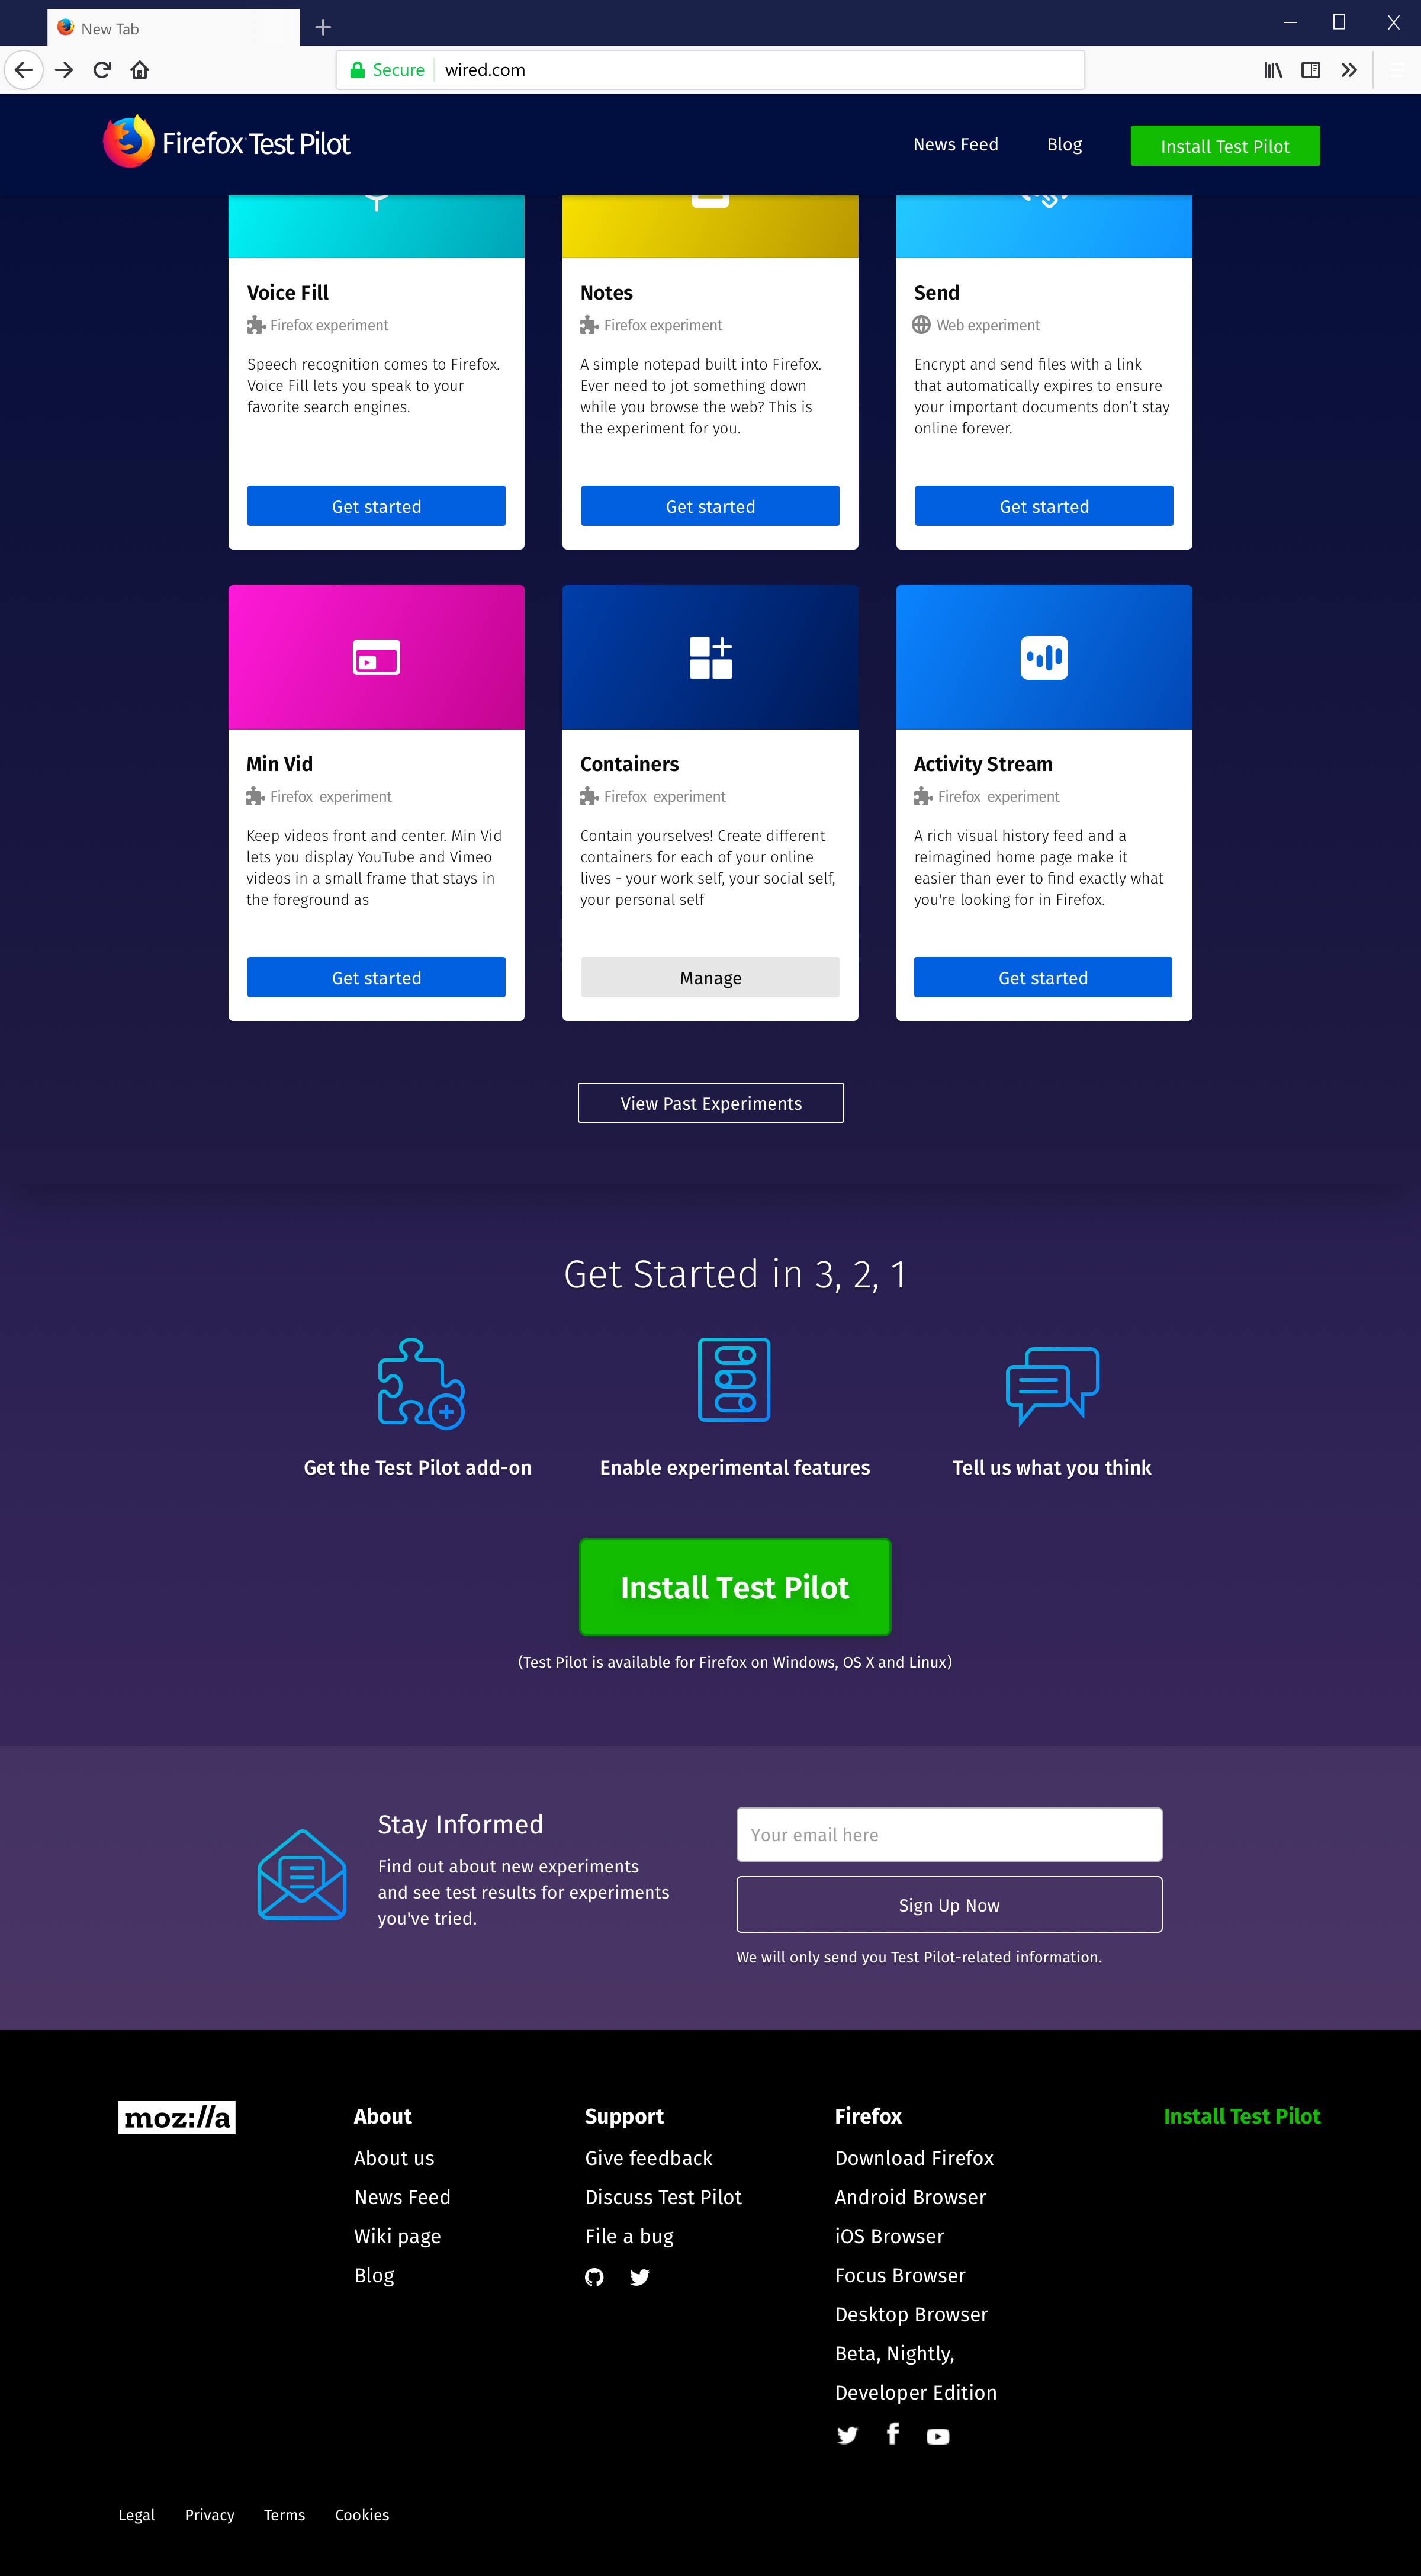 New Tab
Secure
wired.com
Firefox Test Pilot
News Feed
Blog
Install Test Pilot
Voice Fill
Firefox experiment
Speech recognition comes to Firefox.
Voice Fill lets you speak to your
favorite search engines.
Get started
Notes
Firefox experiment
A simple notepad built into Firefox.
Ever need to jot something down
while you browse the web? This is
the experiment for you.
Get started
Send
Web experiment
Encrypt and send files with a link
that automatically expires to ensure
your important documents don’t stay
online forever.
Get started
Min Vid
Firefox experiment
Keep videos front and center. Min Vid
lets you display YouTube and Vimeo
videos in a small frame that stays in
the foreground as
Get started
Containers
Firefox experiment
Contain yourselves! Create different
containers for each of your online
lives - your work self, your social self,
your personal self
Manage
Activity Stream
Firefox experiment
A rich visual history feed and a
reimagined home page make it
easier than ever to find exactly what
you're looking for in Firefox.
Get started
View Past Experiments
Get Started in 3, 2, 1
Get the Test Pilot add-on
Enable experimental features
Tell us what you think
Install Test Pilot
(Test Pilot is available for Firefox on Windows, OS X and Linux)
Stay Informed
Find out about new experiments
and see test results for experiments
you've tried.
Your email here
Sign Up Now
We will only send you Test Pilot-related information.
moz://a
About
About us
News Feed
Wiki page
Blog
Support
Give feedback
Discuss Test Pilot
File a bug
Firefox
Download Firefox
Android Browser
iOS Browser
Focus Browser
Desktop Browser
Beta, Nightly,
Developer Edition
Install Test Pilot
Legal
Privacy
Terms
Cookies